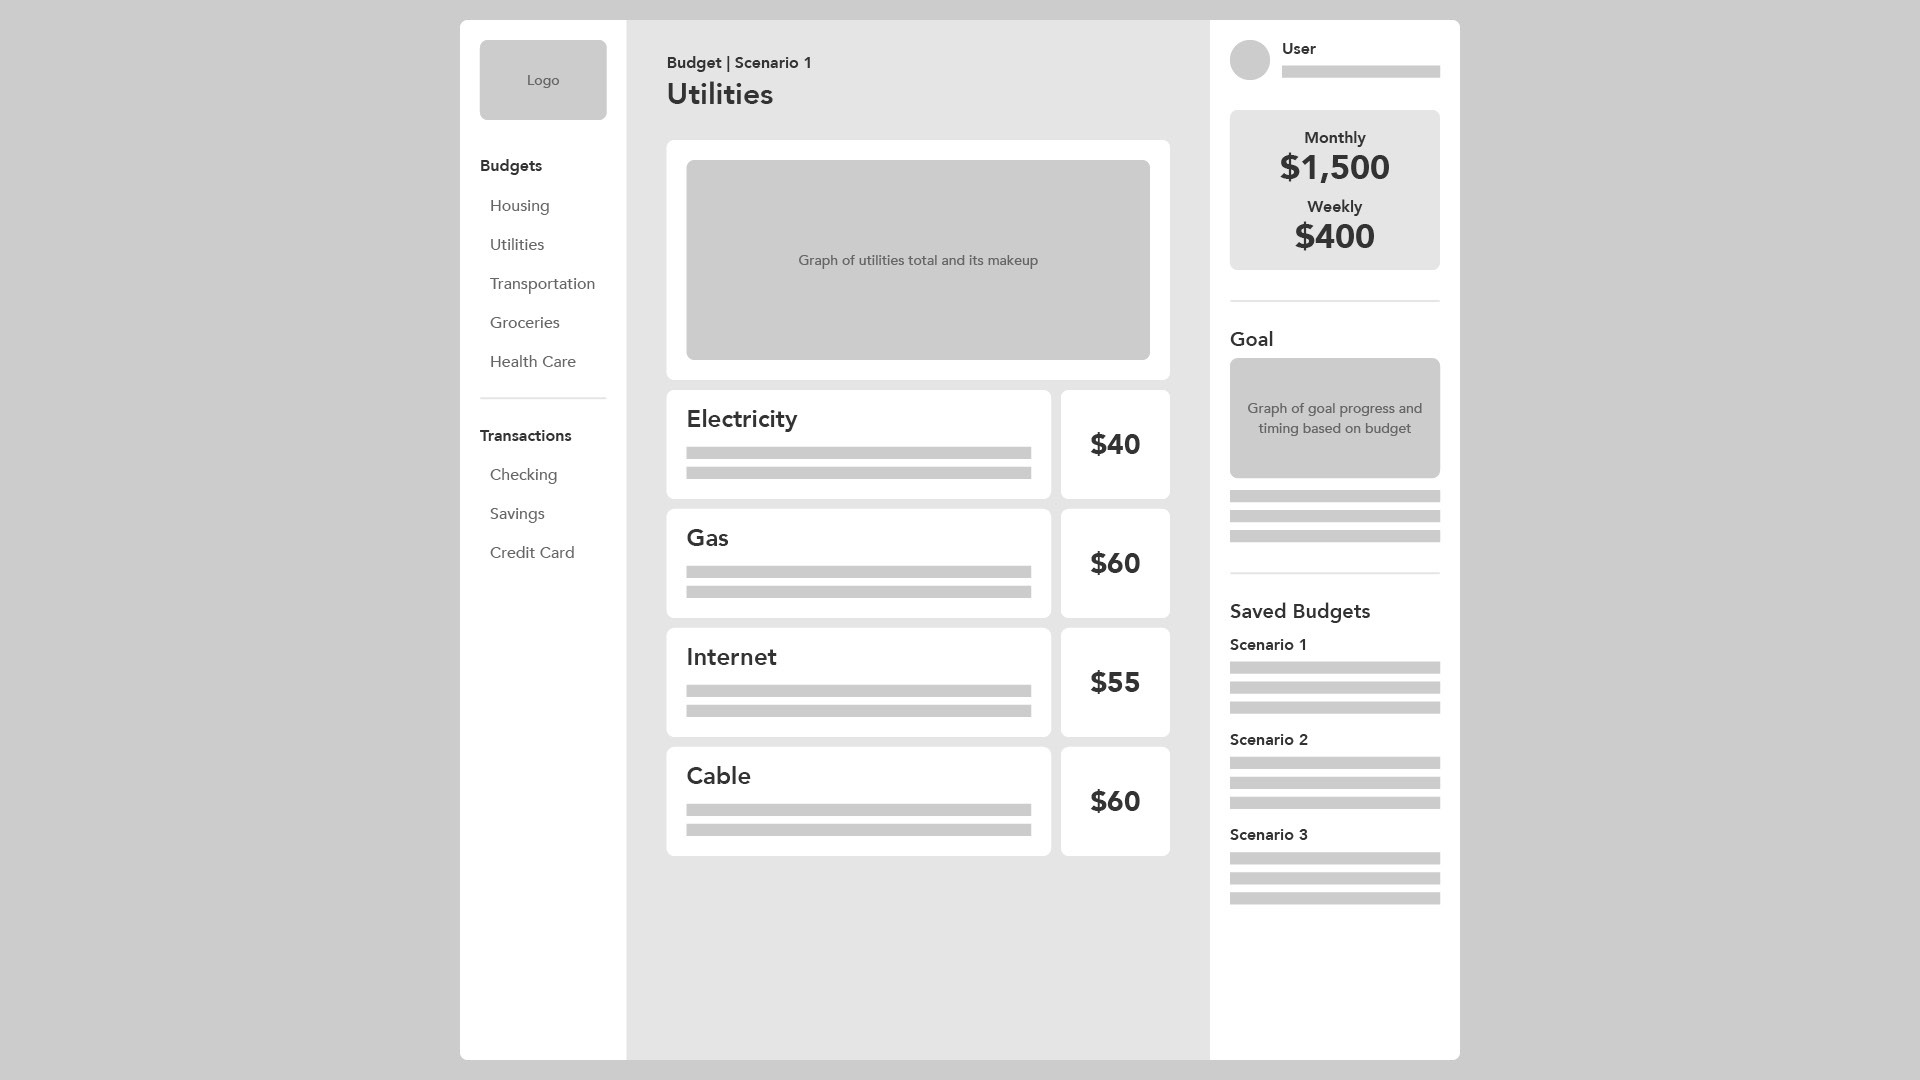 Logo
Budgets
Housing
Utilities
Transportation
Groceries
Health Care
Transactions
Checking
Savings
Credit Card
Budget | Scenario 1
Utilities
Graph of utilities total and its makeup
Electricity
$40
Gas
$60
Internet
$55
Cable
$60
User
Monthly
$1,500
Weekly
$400
Goal
Graph of goal progress and
timing based on budget
Saved Budgets
Scenario 1
Scenario 2
Scenario 3